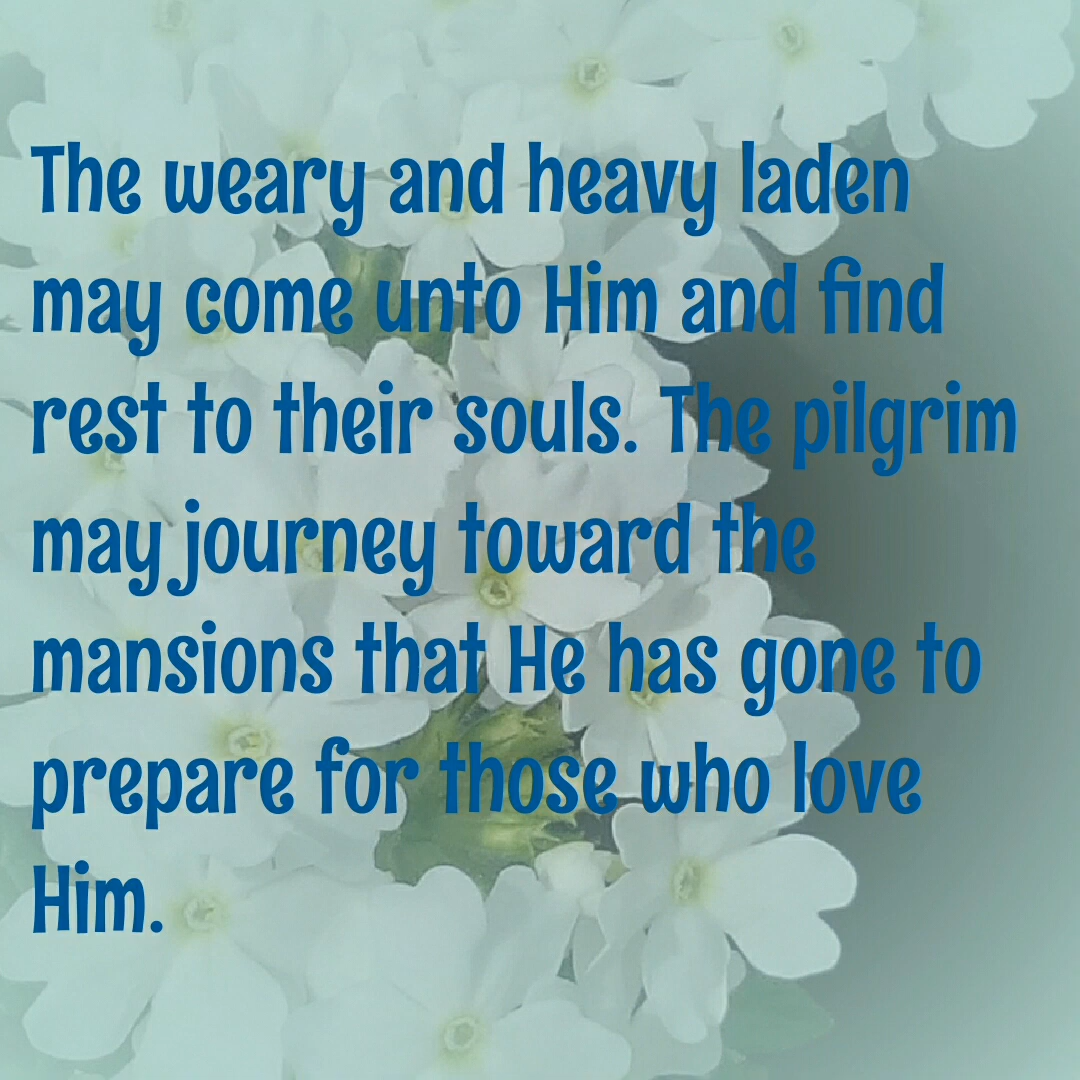 The weary and heavy laden
may come unto Him and find
rest to their souls. The pilgrim
may journey toward the
mansions that He has gone to
prepare for those who love
Him.